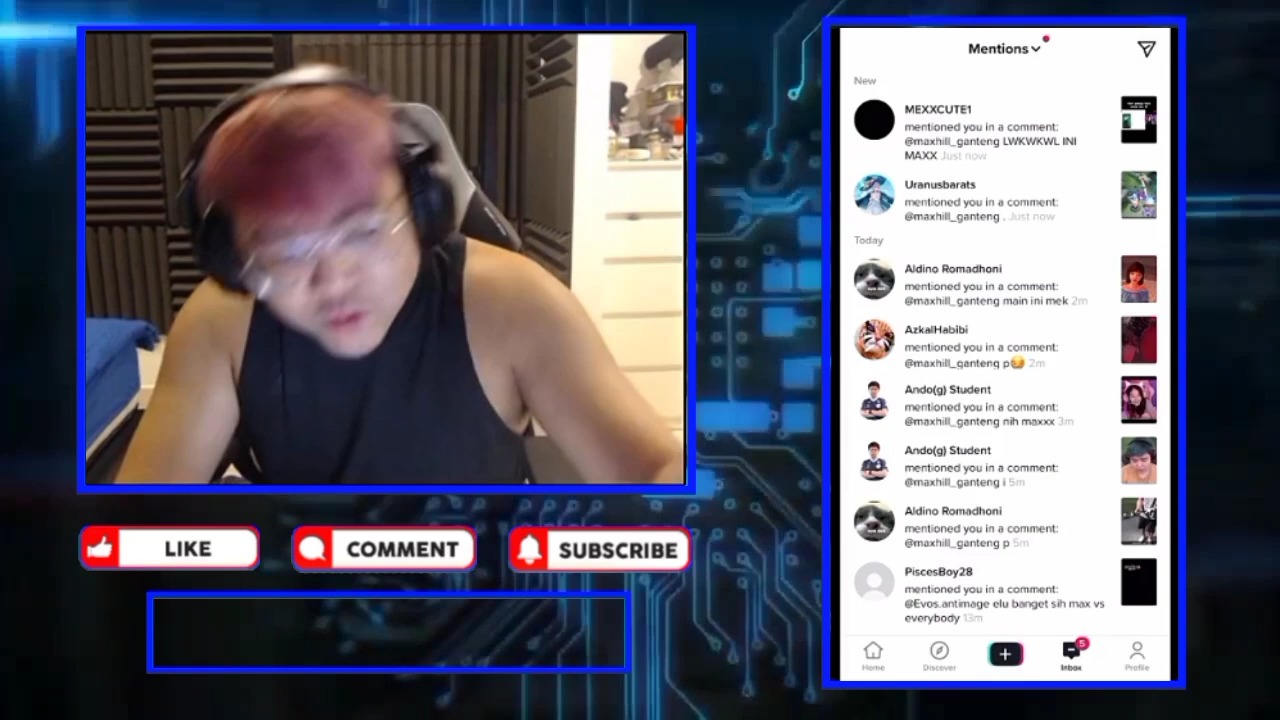 Mentions
New
MEXXCUTE1
mentioned you in a comment:
@maxhill_ganteng LWKWKWL INI
MAXX Just now
Uranusbarats
mentioned you in a comment:
@maxhill_ganteng . Just now
Today
Aldino Romadhoni
mentioned you in a comment:
@maxhill_ganteng main ini mek 2m
AzkalHabibi
mentioned you in a comment:
@maxhill_ganteng p😂 2m
Ando(g) Student
mentioned you in a comment:
@maxhill_ganteng nih maxxx 3m
Ando(g) Student
mentioned you in a comment:
@maxhill_ganteng i 5m
Aldino Romadhoni
mentioned you in a comment:
@maxhill_ganteng p 5m
PiscesBoy28
mentioned you in a comment:
@Evos.antimage elu banget sih max vs
everybody 13m
5
Home
Discover
Inbox
Profile
LIKE
COMMENT
SUBSCRIBE